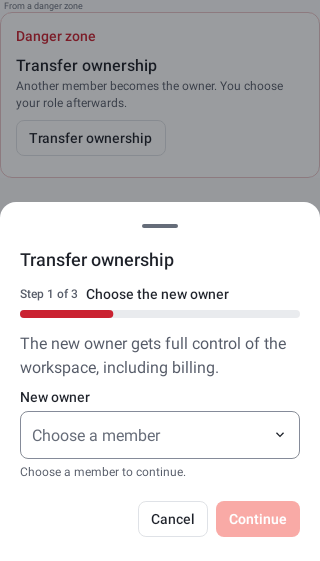 From a danger zone
Danger zone
Transfer ownership
Another member becomes the owner. You choose
your role afterwards.
Transfer ownership
Transfer ownership
Step 1 of 3 Choose the new owner
The new owner gets full control of the
workspace, including billing.
New owner
Choose a member
Choose a member to continue.
Cancel Continue